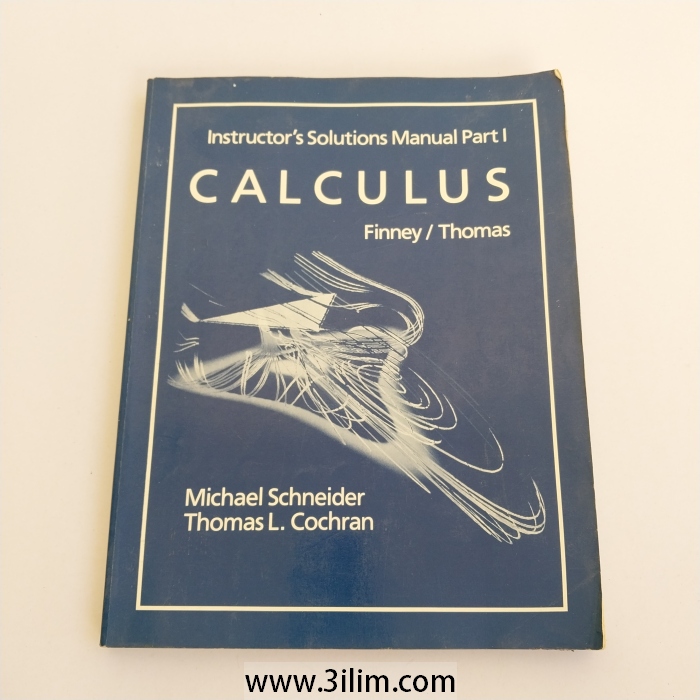 Instructor's Solutions Manual Part I
CALCULUS
Finney / Thomas
Michael Schneider
Thomas L. Cochran
www.3ilim.com